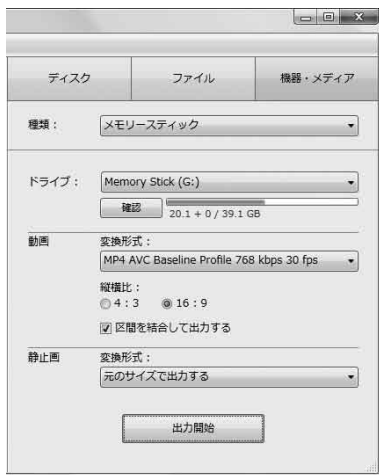 ディスク ファイル 機器・メディア
種類： メモリースティック
ドライブ： Memory Stick (G:)
確認 20.1 + 0 / 39.1 GB
動画 変換形式：
MP4 AVC Baseline Profile 768 kbps 30 fps
縦横比：
4：3 16：9
区間を結合して出力する
静止画 変換形式：
元のサイズで出力する
出力開始